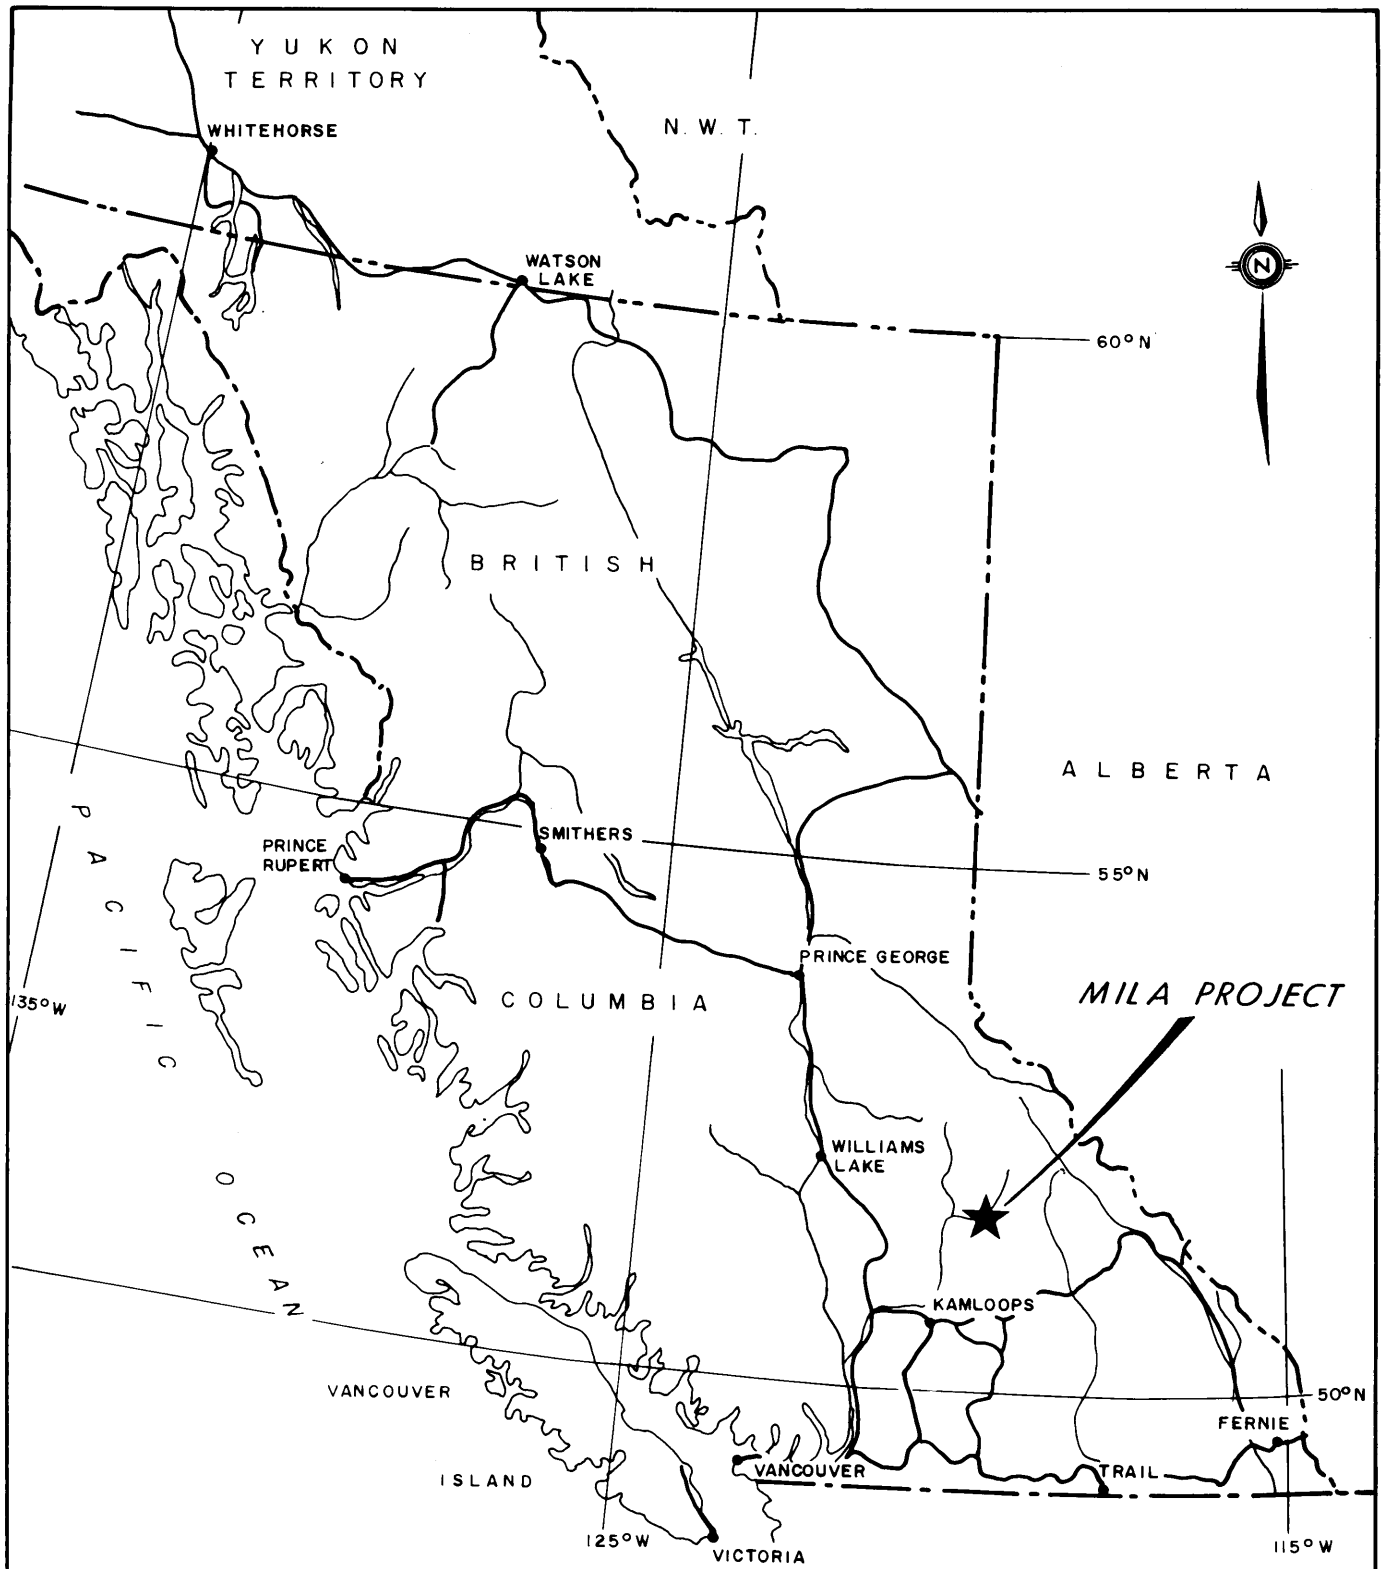 YUKON
TERRITORY
N. W. T.
WHITEHORSE
N
WATSON
LAKE
60°N
BRITISH
ALBERTA
PACIFIC
SMITHERS
PRINCE
RUPERT
55°N
PRINCE GEORGE
MILA PROJECT
COLUMBIA
135°W
WILLIAMS
LAKE
OCEAN
KAMLOOPS
VANCOUVER
50°N
FERNIE
ISLAND
VANCOUVER
TRAIL
125°W
VICTORIA
115°W